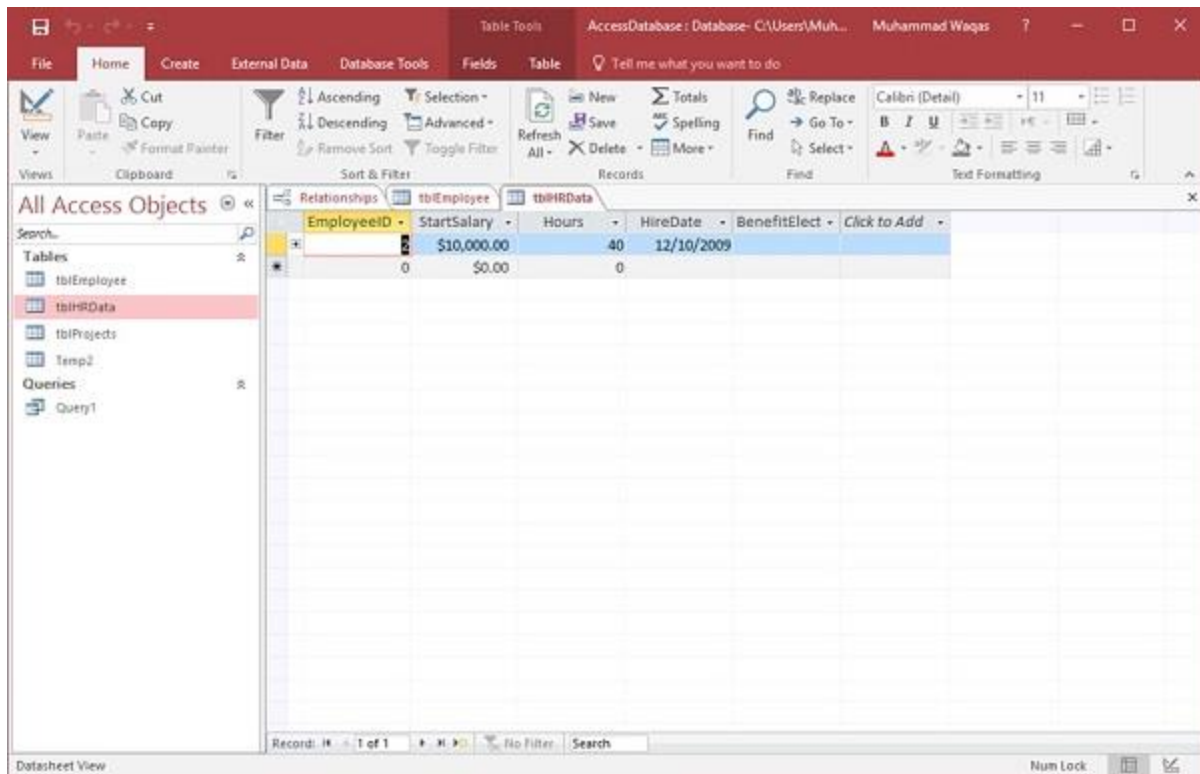 Table Tools AccessDatabase : Database- C:\Users\Muh... Muhammad Waqas ?
File Home Create External Data Database Tools Fields Table Tell me what you want to do
View
Views
Paste
Cut
Copy
Format Painter
Clipboard
Filter
Ascending
Descending
Remove Sort
Selection
Advanced
Toggle Filter
Sort & Filter
Refresh
All
New
Save
Delete
Totals
Spelling
More
Records
Find
Replace
Go To
Select
Find
Calibri (Detail) 11
B I U
A
Text Formatting
All Access Objects
Search...
Tables
tblEmployee
tblHRData
tblProjects
Temp2
Queries
Query1
Relationships tblEmployee tblHRData
EmployeeID StartSalary Hours HireDate BenefitElect Click to Add
2 $10,000.00 40 12/10/2009
0 $0.00 0
Record: 1 of 1 No Filter Search
Datasheet View Num Lock